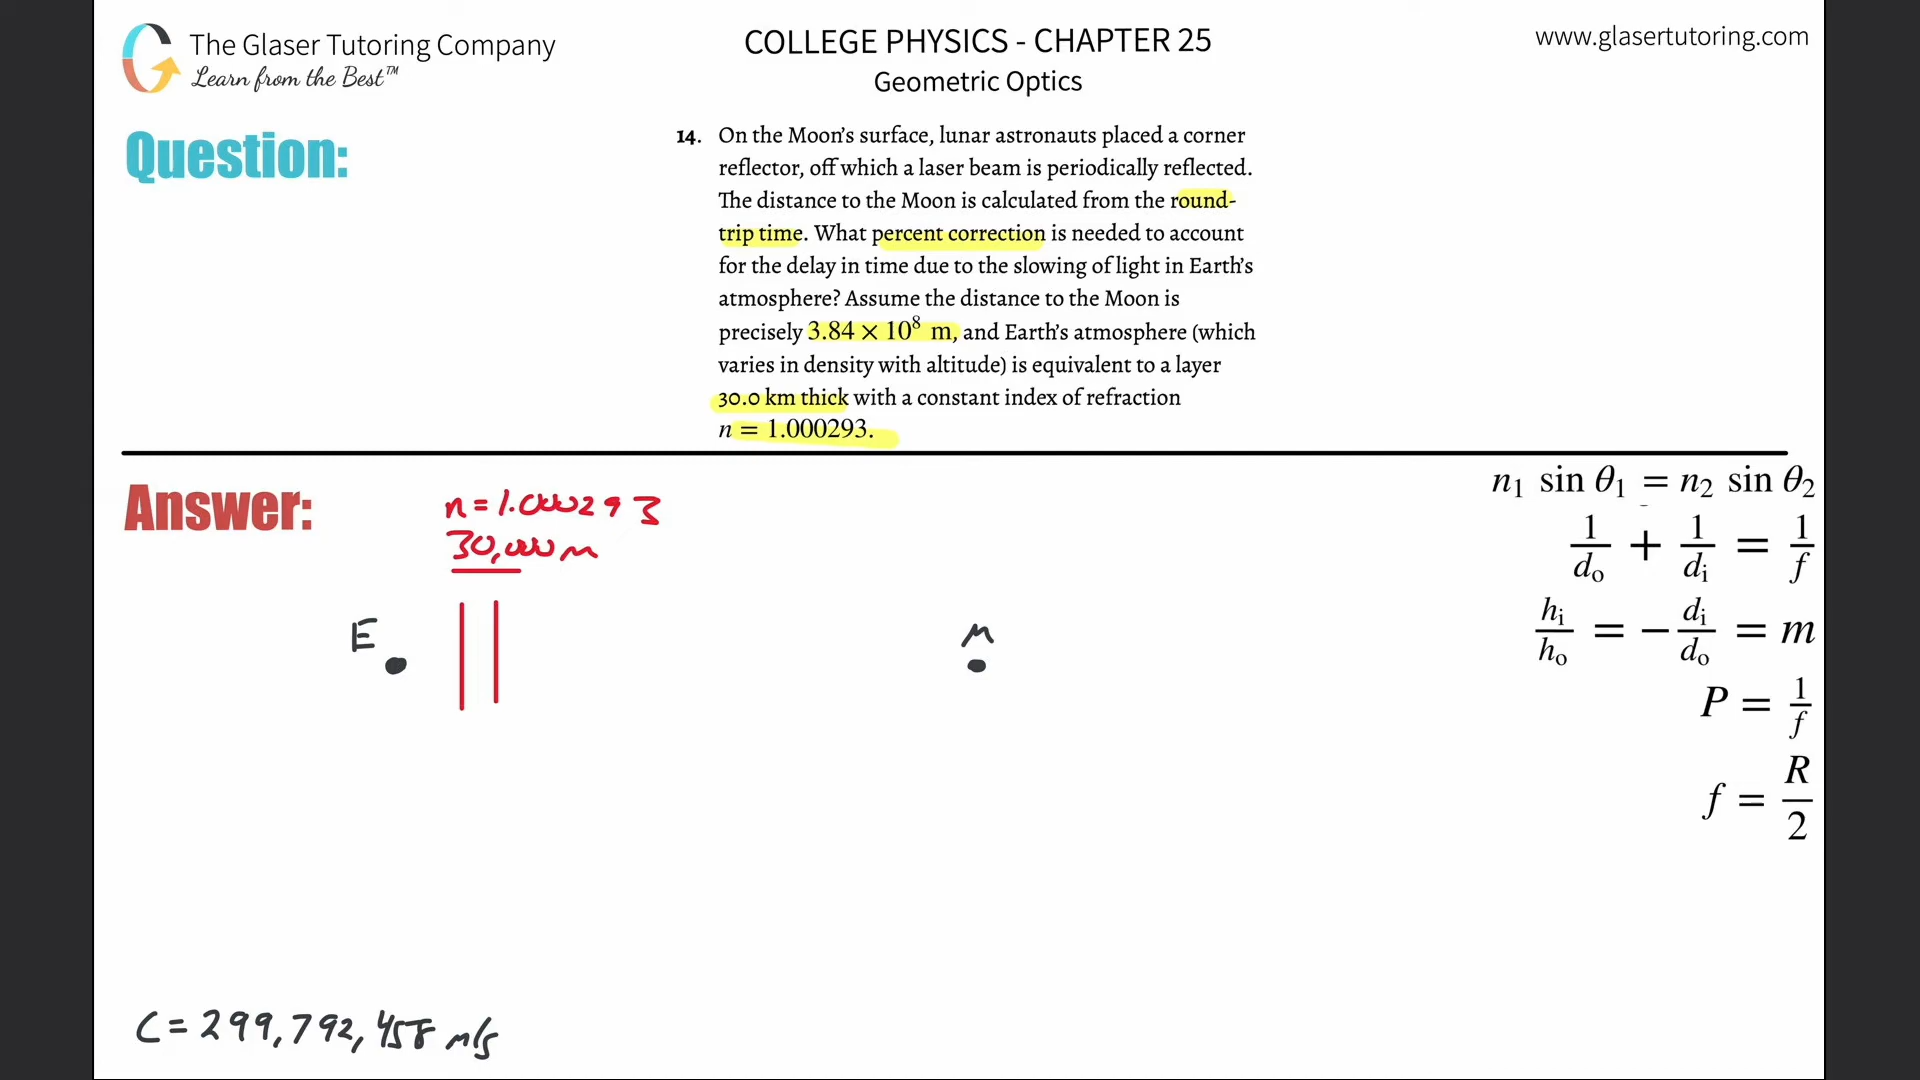 The Glaser Tutoring Company
Learn from the Best™
COLLEGE PHYSICS - CHAPTER 25
Geometric Optics
www.glasertutoring.com
Question:
14. On the Moon’s surface, lunar astronauts placed a corner
reflector, off which a laser beam is periodically reflected.
The distance to the Moon is calculated from the round-
trip time. What percent correction is needed to account
for the delay in time due to the slowing of light in Earth’s
atmosphere? Assume the distance to the Moon is
precisely 3.84 × 10⁸ m, and Earth’s atmosphere (which
varies in density with altitude) is equivalent to a layer
30.0 km thick with a constant index of refraction
n = 1.000293.
Answer:
n = 1.000293
30,000 m
E
M
C = 299,792,458 m/s
n₁ sin θ₁ = n₂ sin θ₂
1/dₒ + 1/dᵢ = 1/f
hᵢ/hₒ = −dᵢ/dₒ = m
P = 1/f
f = R/2